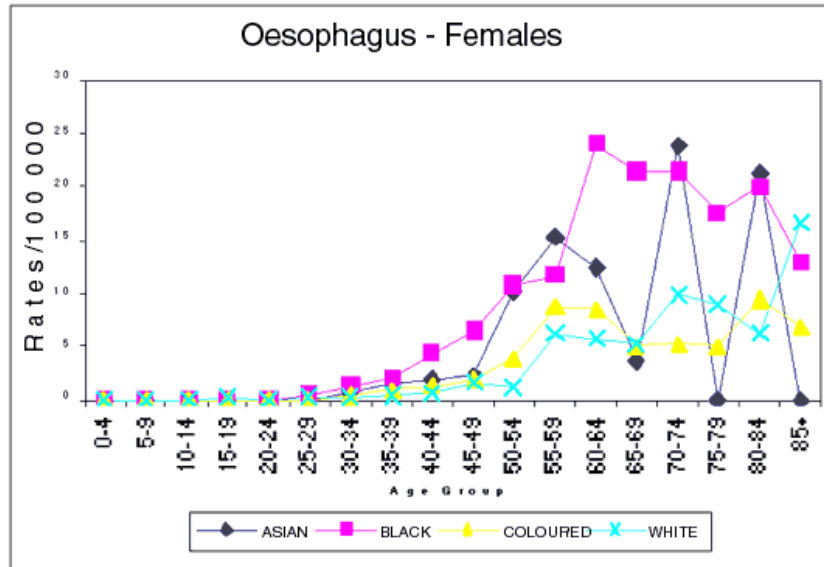 Oesophagus - Females
Rates/100 000
30
25
20
15
10
5
0
0-4 5-9 10-14 15-19 20-24 25-29 30-34 35-39 40-44 45-49 50-54 55-59 60-64 65-69 70-74 75-79 80-84 85+
Age Group
ASIAN BLACK COLOURED WHITE